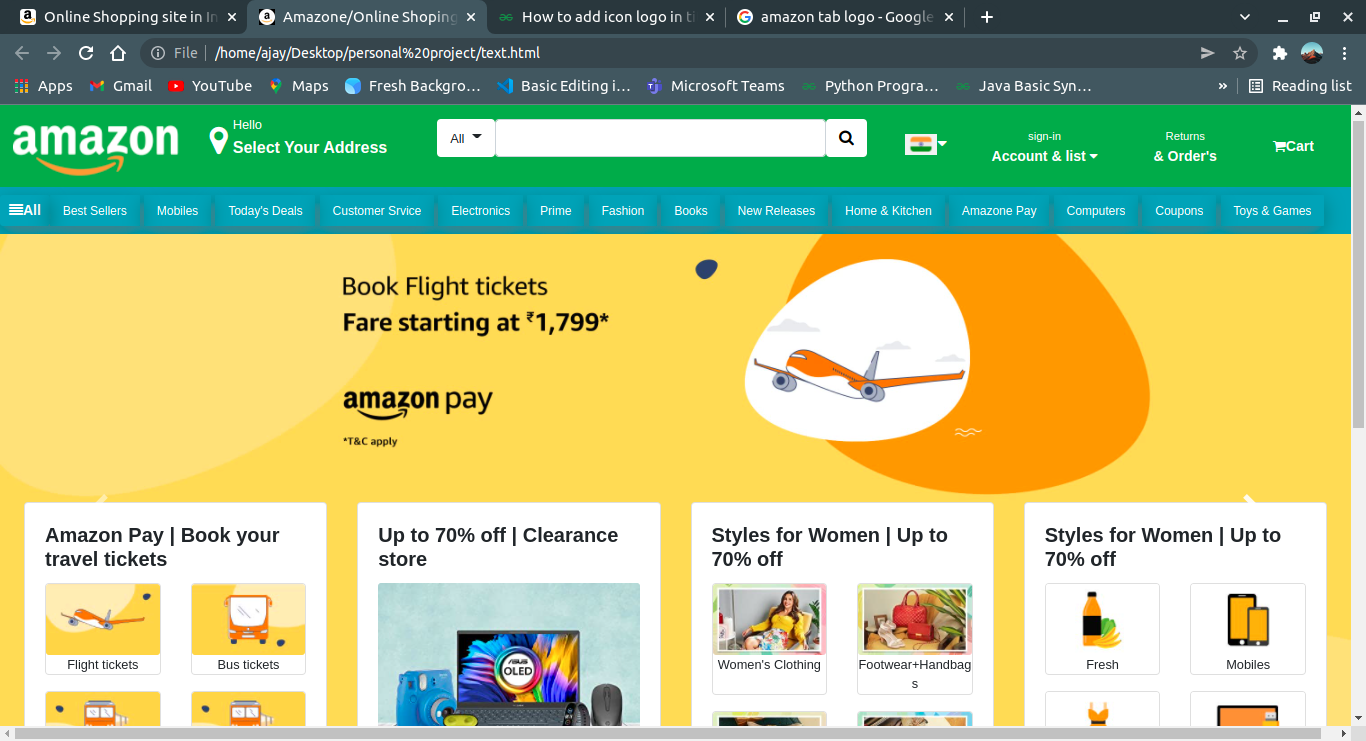 Online Shopping site in In
Amazone/Online Shoping
How to add icon logo in ti
amazon tab logo - Google
File
/home/ajay/Desktop/personal%20project/text.html
Apps
Gmail
YouTube
Maps
Fresh Backgro…
Basic Editing i…
Microsoft Teams
Python Progra…
Java Basic Syn…
»
Reading list
amazon
Hello
Select Your Address
All
sign-in
Account & list
Returns
& Order's
Cart
All
Best Sellers
Mobiles
Today's Deals
Customer Srvice
Electronics
Prime
Fashion
Books
New Releases
Home & Kitchen
Amazone Pay
Computers
Coupons
Toys & Games
Book Flight tickets
Fare starting at ₹1,799*
amazon pay
*T&C apply
Amazon Pay | Book your
travel tickets
Flight tickets
Bus tickets
Up to 70% off | Clearance
store
ASUS
OLED
Styles for Women | Up to
70% off
Women's Clothing
Footwear+Handbag
s
Styles for Women | Up to
70% off
Fresh
Mobiles